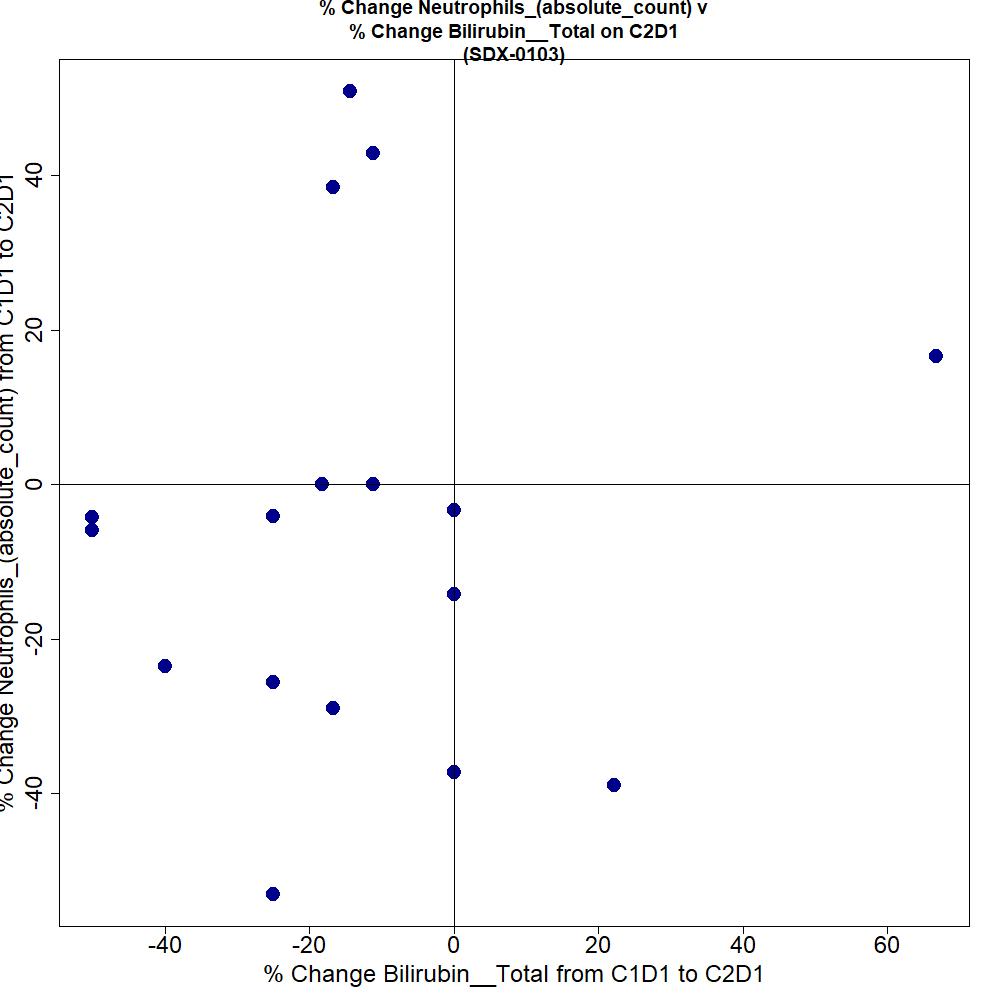 % Change Neutrophils_(absolute_count) v
% Change Bilirubin__Total on C2D1
(SDX-0103)
% Change Neutrophils_(absolute_count) from C1D1 to C2D1
40
20
0
-20
-40
-40
-20
0
20
40
60
% Change Bilirubin__Total from C1D1 to C2D1